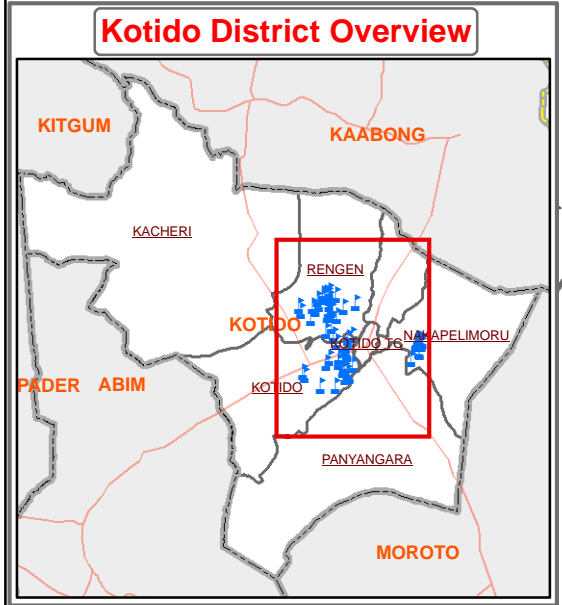 Kotido District Overview
KITGUM
KAABONG
KACHERI
RENGEN
KOTIDO
KOTIDO TC
NAKAPELIMORU
PADER
ABIM
KOTIDO
PANYANGARA
MOROTO